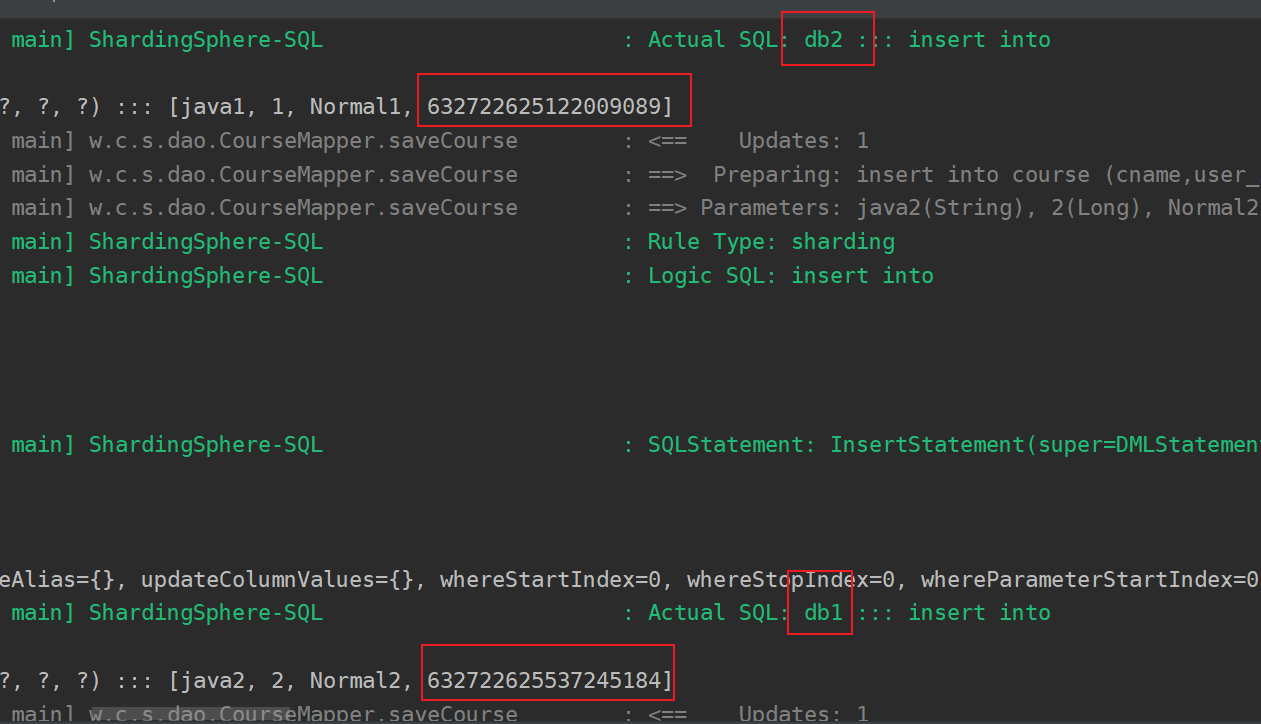 main] ShardingSphere-SQL : Actual SQL: db2 ::: insert into
?, ?, ?) ::: [java1, 1, Normal1, 632722625122009089]
main] w.c.s.dao.CourseMapper.saveCourse : <== Updates: 1
main] w.c.s.dao.CourseMapper.saveCourse : ==> Preparing: insert into course (cname,user_
main] w.c.s.dao.CourseMapper.saveCourse : ==> Parameters: java2(String), 2(Long), Normal2
main] ShardingSphere-SQL : Rule Type: sharding
main] ShardingSphere-SQL : Logic SQL: insert into
main] ShardingSphere-SQL : SQLStatement: InsertStatement(super=DMLStatement
eAlias={}, updateColumnValues={}, whereStartIndex=0, whereStopIndex=0, whereParameterStartIndex=0
main] ShardingSphere-SQL : Actual SQL: db1 ::: insert into
?, ?, ?) ::: [java2, 2, Normal2, 632722625537245184]
main] w.c.s.dao.CourseMapper.saveCourse : <== Updates: 1